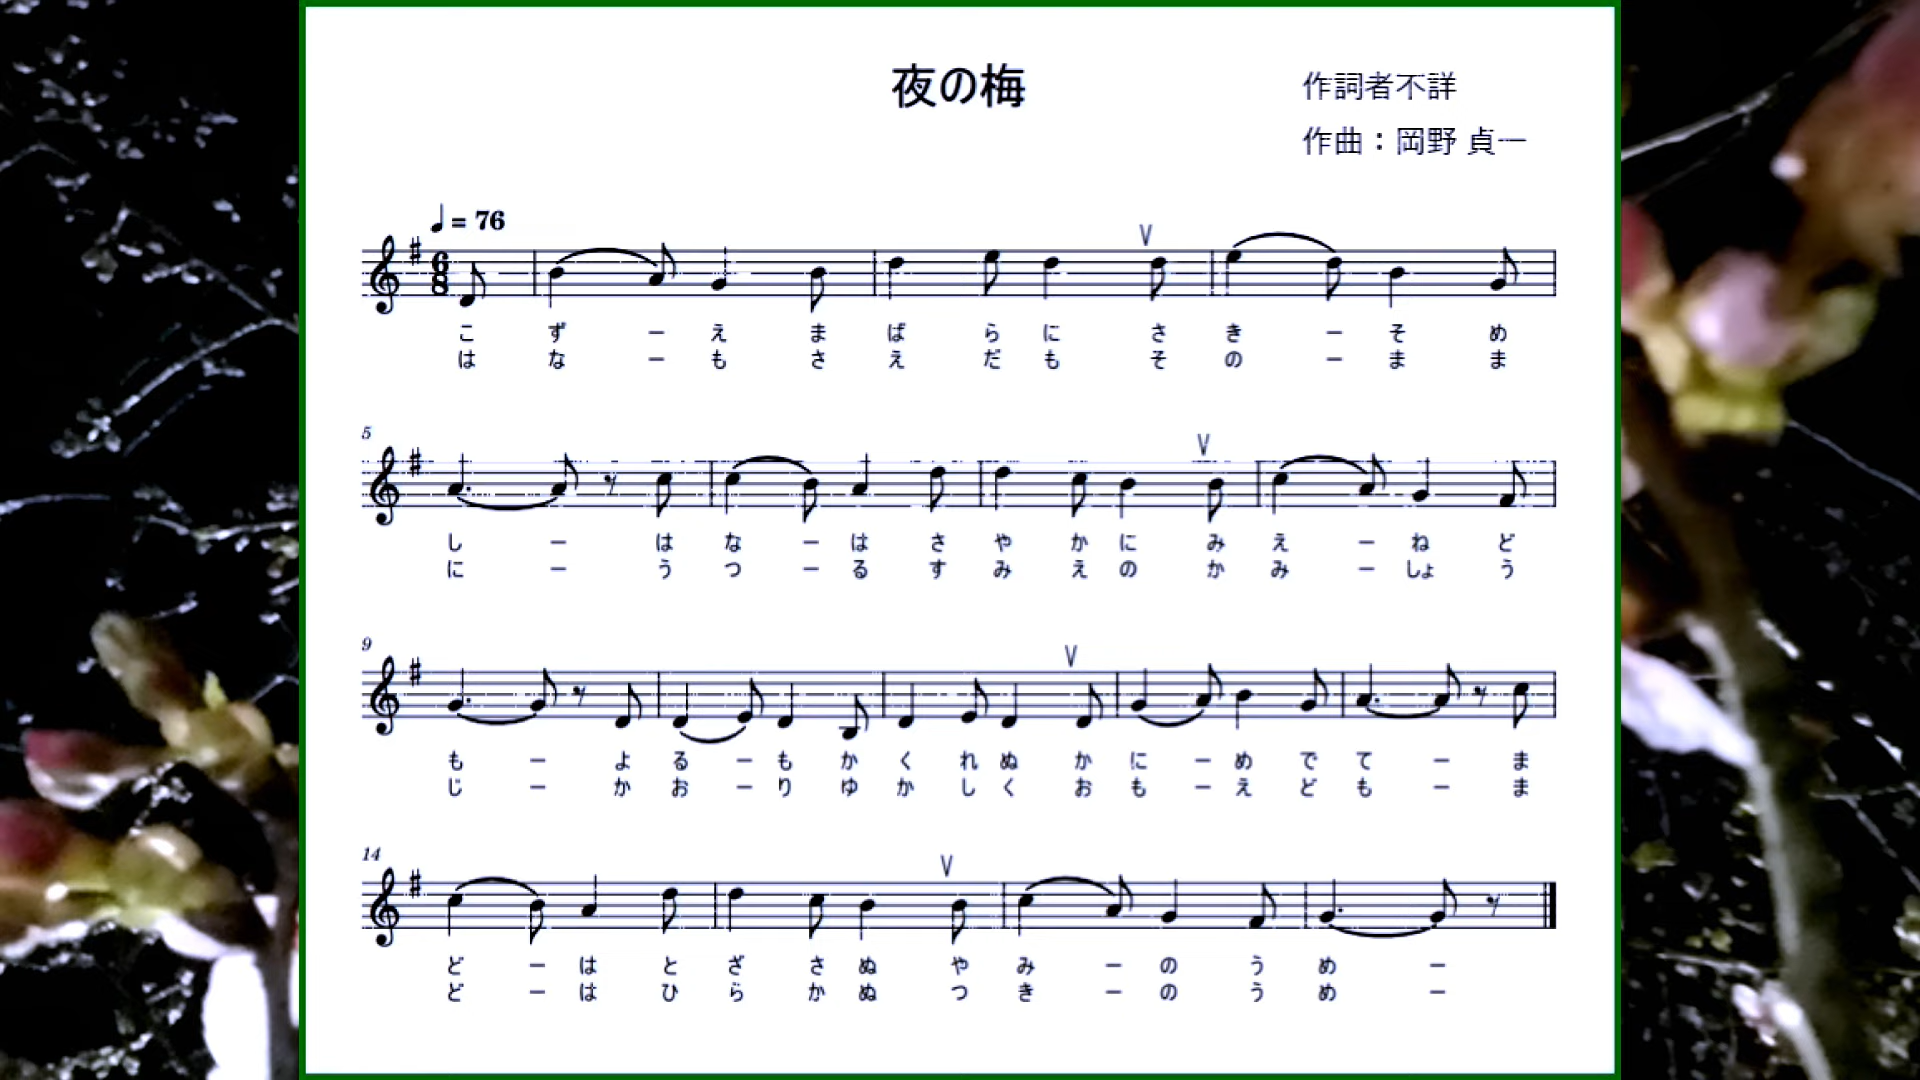 夜の梅
作詞者不詳
作曲：岡野 貞一
♩ = 76
6
8
こ ず ー え ま ば ら に さ き ー そ め
は な ー も さ え だ も そ の ー ま ま
5
し ー は な ー は さ や か に み え ー ね ど
に ー う つ ー る す み え の か み ー しょ う
9
も ー よ る ー も か く れ ぬ か に ー め で て ー ま
じ ー か お ー り ゆ か し く お も ー え ど も ー ま
14
ど ー は と ざ さ ぬ や み ー の う め ー
ど ー は ひ ら か ぬ つ き ー の う め ー